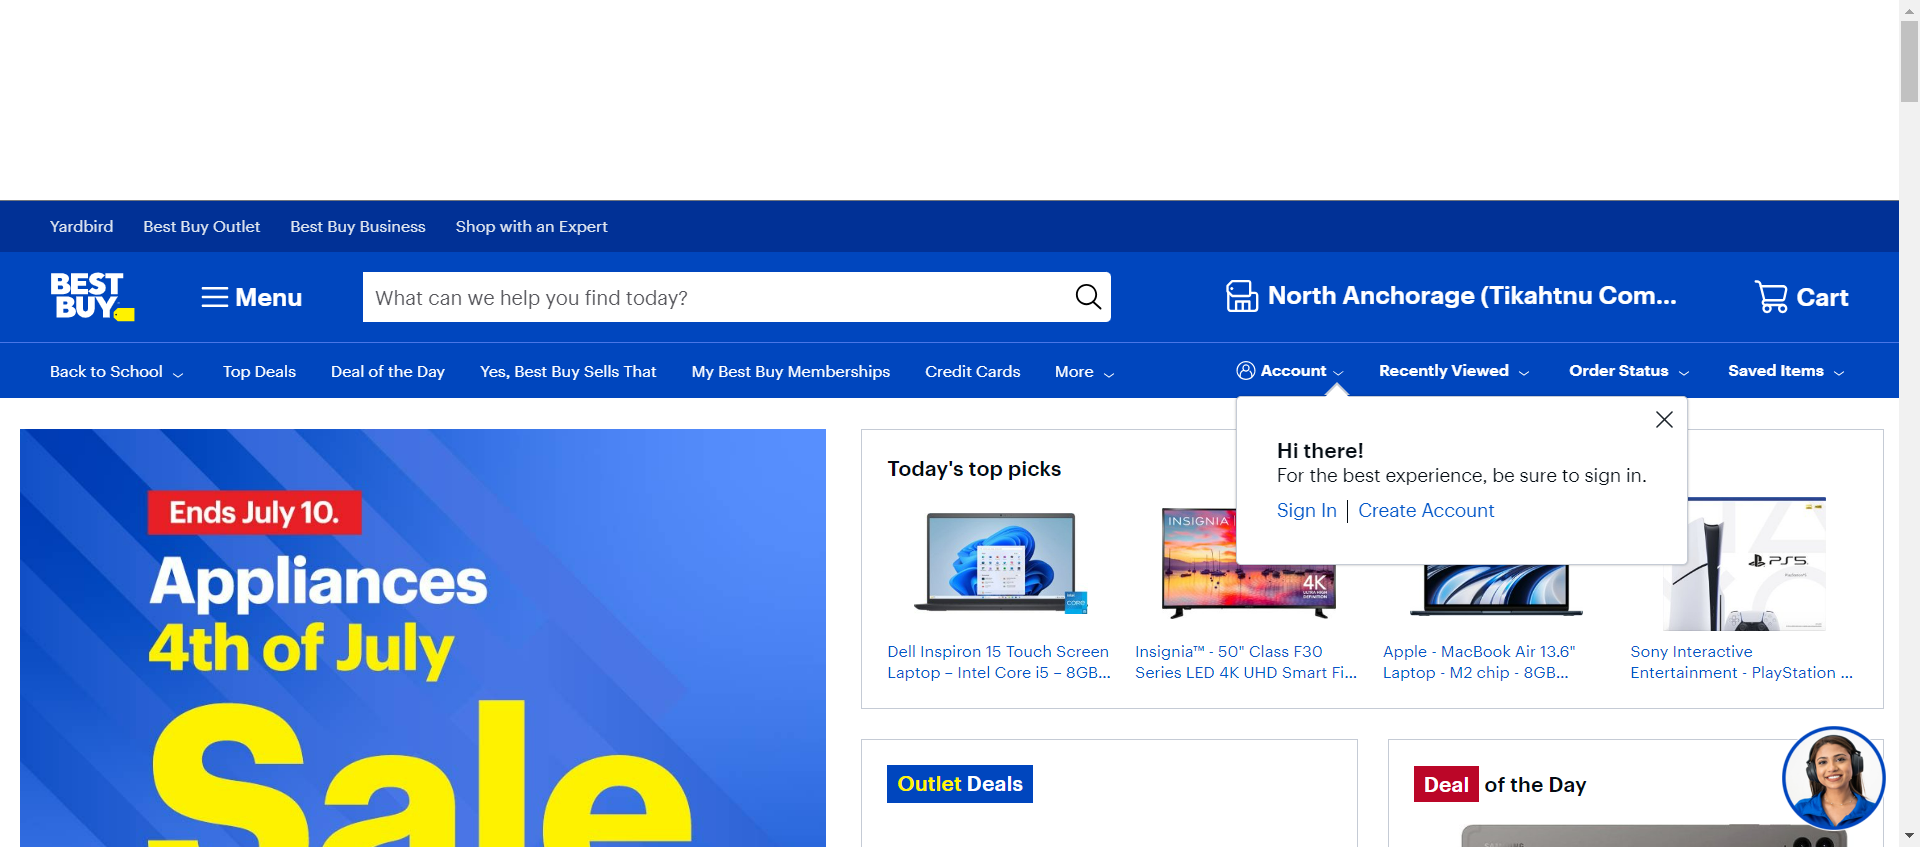 Yardbird Best Buy Outlet Best Buy Business Shop with an Expert
BEST
BUY
Menu
What can we help you find today?
North Anchorage (Tikahtnu Com...
Cart
Back to School Top Deals Deal of the Day Yes, Best Buy Sells That My Best Buy Memberships Credit Cards More
Account Recently Viewed Order Status Saved Items
Hi there!
For the best experience, be sure to sign in.
Sign In | Create Account
Ends July 10.
Appliances
4th of July
Sale
Today's top picks
intel
CORE
INSIGNIA
4K
ULTRA HIGH
DEFINITION
PS5
PlayStation5
Dell Inspiron 15 Touch Screen
Laptop – Intel Core i5 – 8GB...
Insignia™ - 50" Class F30
Series LED 4K UHD Smart Fi...
Apple - MacBook Air 13.6"
Laptop - M2 chip - 8GB...
Sony Interactive
Entertainment - PlayStation ...
Outlet Deals
Deal of the Day